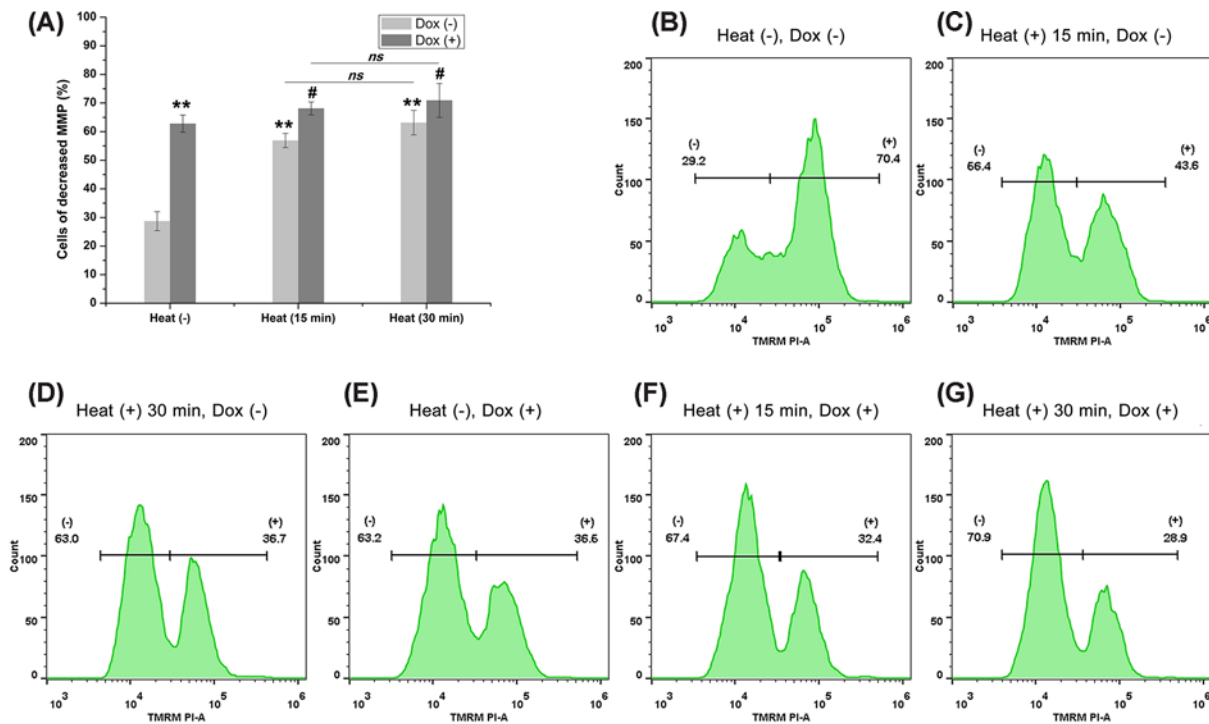 (A)
100
90
80
70
60
50
40
30
20
10
0
Cells of decreased MMP (%)
Dox (-)
Dox (+)
ns
ns
**
**
#
**
#
Heat (-)
Heat (15 min)
Heat (30 min)
(B)
Heat (-), Dox (-)
200
150
100
50
0
Count
(-)
29.2
(+)
70.4
10^3
10^4
10^5
10^6
TMRM PI-A
(C)
Heat (+) 15 min, Dox (-)
200
150
100
50
0
Count
(-)
66.4
(+)
43.6
10^3
10^4
10^5
10^6
TMRM PI-A
(D)
Heat (+) 30 min, Dox (-)
200
150
100
50
0
Count
(-)
63.0
(+)
36.7
10^3
10^4
10^5
10^6
TMRM PI-A
(E)
Heat (-), Dox (+)
200
150
100
50
0
Count
(-)
63.2
(+)
36.6
10^3
10^4
10^5
10^6
TMRM PI-A
(F)
Heat (+) 15 min, Dox (+)
200
150
100
50
0
Count
(-)
67.4
(+)
32.4
10^3
10^4
10^5
10^6
TMRM PI-A
(G)
Heat (+) 30 min, Dox (+)
200
150
100
50
0
Count
(-)
70.9
(+)
28.9
10^3
10^4
10^5
10^6
TMRM PI-A